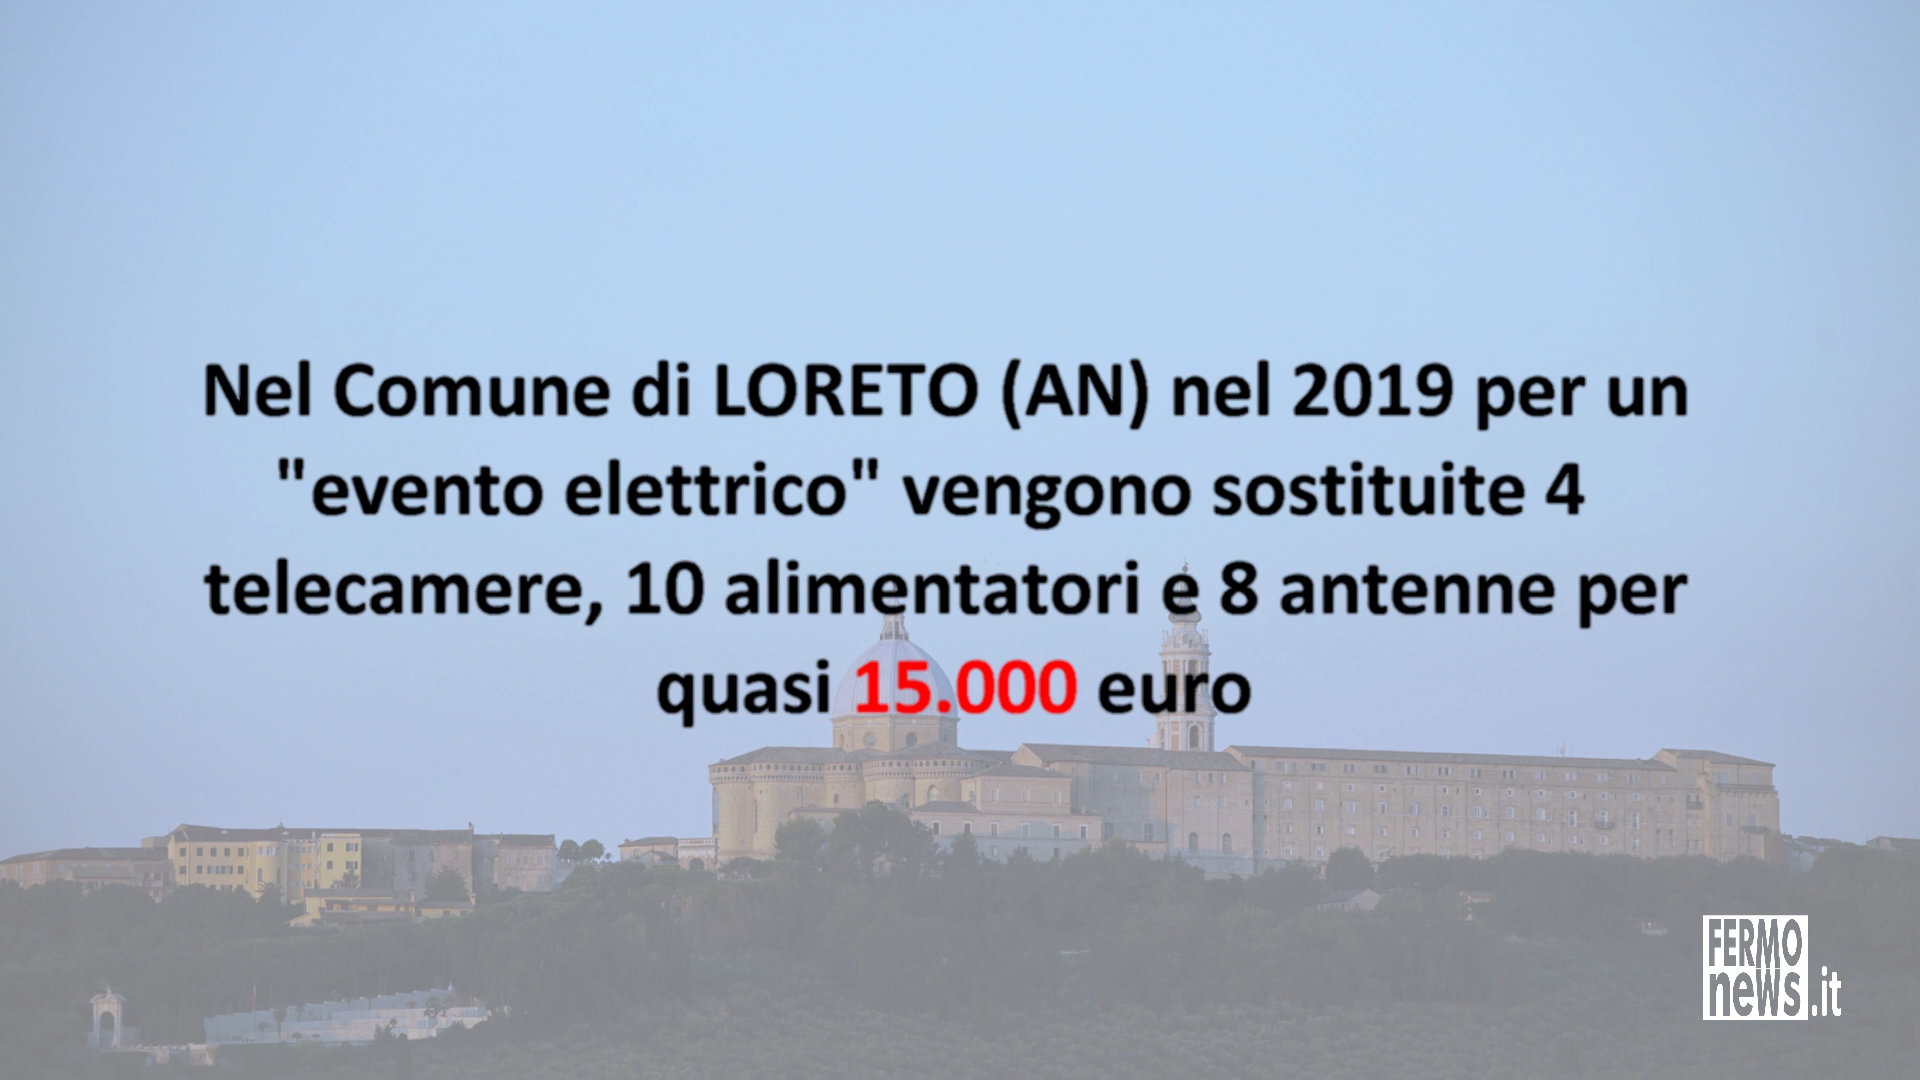 Nel Comune di LORETO (AN) nel 2019 per un
"evento elettrico" vengono sostituite 4
telecamere, 10 alimentatori e 8 antenne per
quasi 15.000 euro
FERMO
news.it